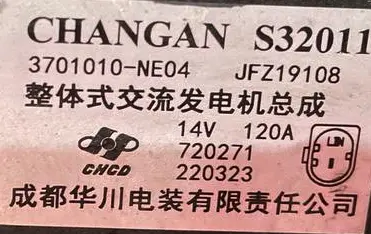 CHANGAN S32011
3701010-NE04 JFZ19108
整体式交流发电机总成
14V 120A
720271
220323
CHCD
LIN
成都华川电装有限责任公司